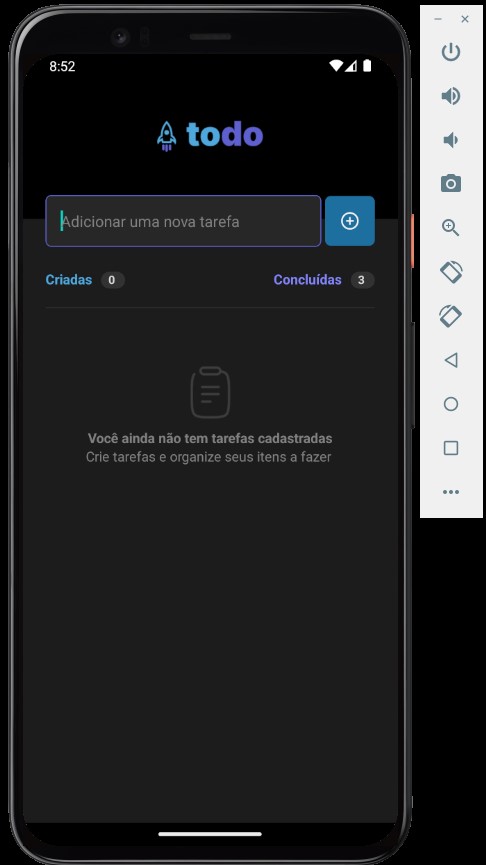 8:52
todo
Adicionar uma nova tarefa
Criadas 0 Concluídas 3
Você ainda não tem tarefas cadastradas
Crie tarefas e organize seus itens a fazer